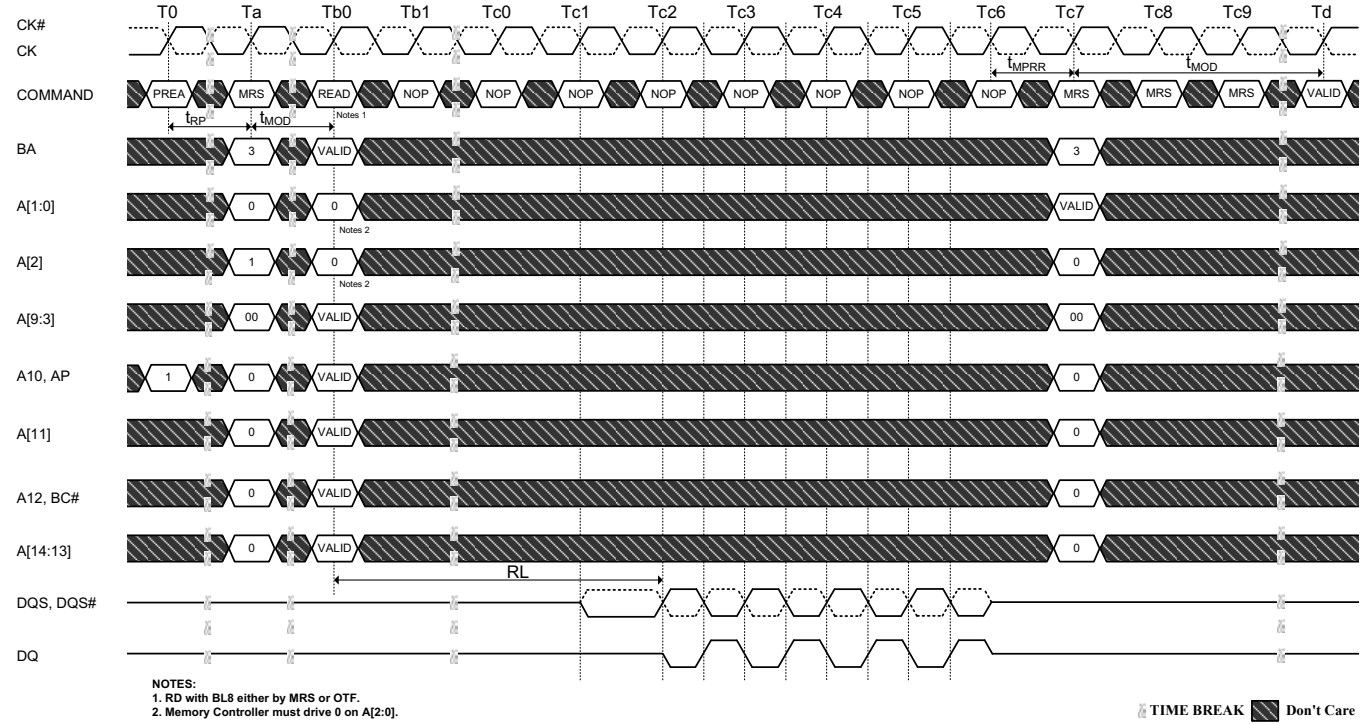 T0 Ta Tb0 Tb1 Tc0 Tc1 Tc2 Tc3 Tc4 Tc5 Tc6 Tc7 Tc8 Tc9 Td
CK#
CK
tMPRR tMOD
COMMAND PREA MRS READ NOP NOP NOP NOP NOP NOP NOP NOP MRS MRS MRS VALID
tRP tMOD Notes 1
BA 3 VALID 3
A[1:0] 0 0 VALID
Notes 2
A[2] 1 0 0
Notes 2
A[9:3] 00 VALID 00
A10, AP 1 0 VALID 0
A[11] 0 VALID 0
A12, BC# 0 VALID 0
A[14:13] 0 VALID 0
RL
DQS, DQS#
DQ
NOTES:
1. RD with BL8 either by MRS or OTF.
2. Memory Controller must drive 0 on A[2:0].
TIME BREAK Don't Care